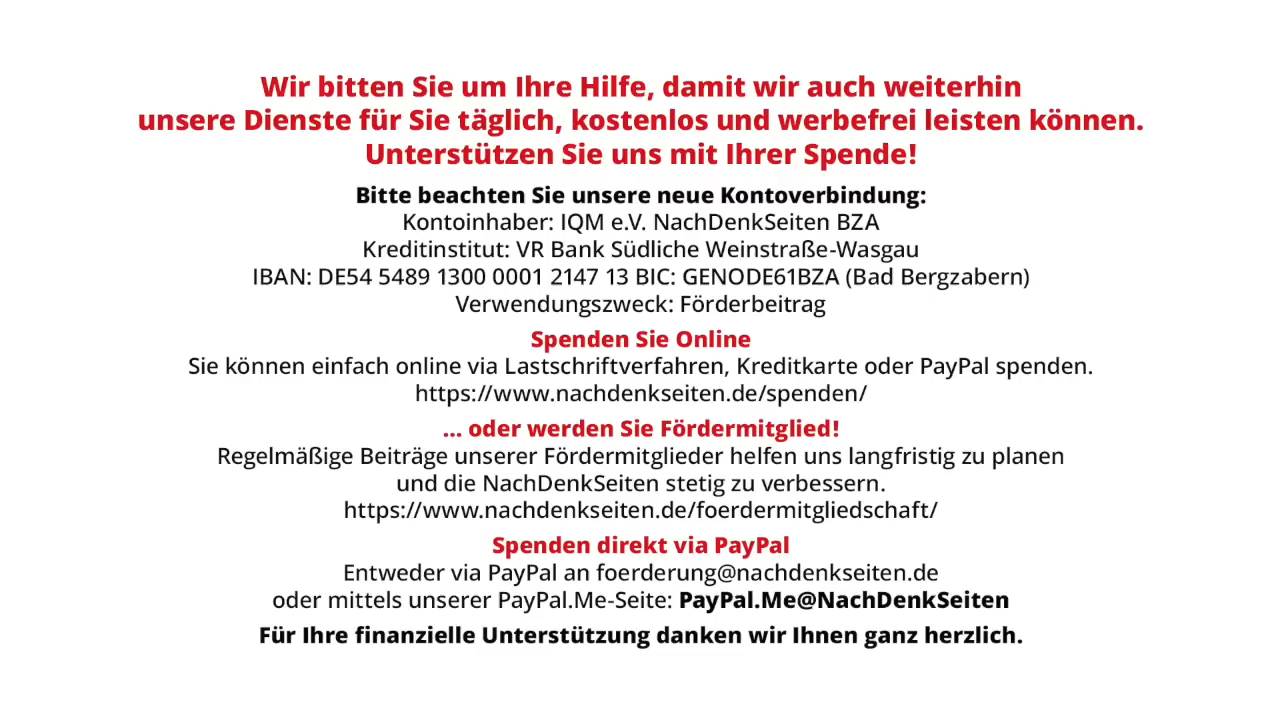 Wir bitten Sie um Ihre Hilfe, damit wir auch weiterhin
unsere Dienste für Sie täglich, kostenlos und werbefrei leisten können.
Unterstützen Sie uns mit Ihrer Spende!
Bitte beachten Sie unsere neue Kontoverbindung:
Kontoinhaber: IQM e.V. NachDenkSeiten BZA
Kreditinstitut: VR Bank Südliche Weinstraße-Wasgau
IBAN: DE54 5489 1300 0001 2147 13 BIC: GENODE61BZA (Bad Bergzabern)
Verwendungszweck: Förderbeitrag
Spenden Sie Online
Sie können einfach online via Lastschriftverfahren, Kreditkarte oder PayPal spenden.
https://www.nachdenkseiten.de/spenden/
... oder werden Sie Fördermitglied!
Regelmäßige Beiträge unserer Fördermitglieder helfen uns langfristig zu planen
und die NachDenkSeiten stetig zu verbessern.
https://www.nachdenkseiten.de/foerdermitgliedschaft/
Spenden direkt via PayPal
Entweder via PayPal an foerderung@nachdenkseiten.de
oder mittels unserer PayPal.Me-Seite: PayPal.Me@NachDenkSeiten
Für Ihre finanzielle Unterstützung danken wir Ihnen ganz herzlich.